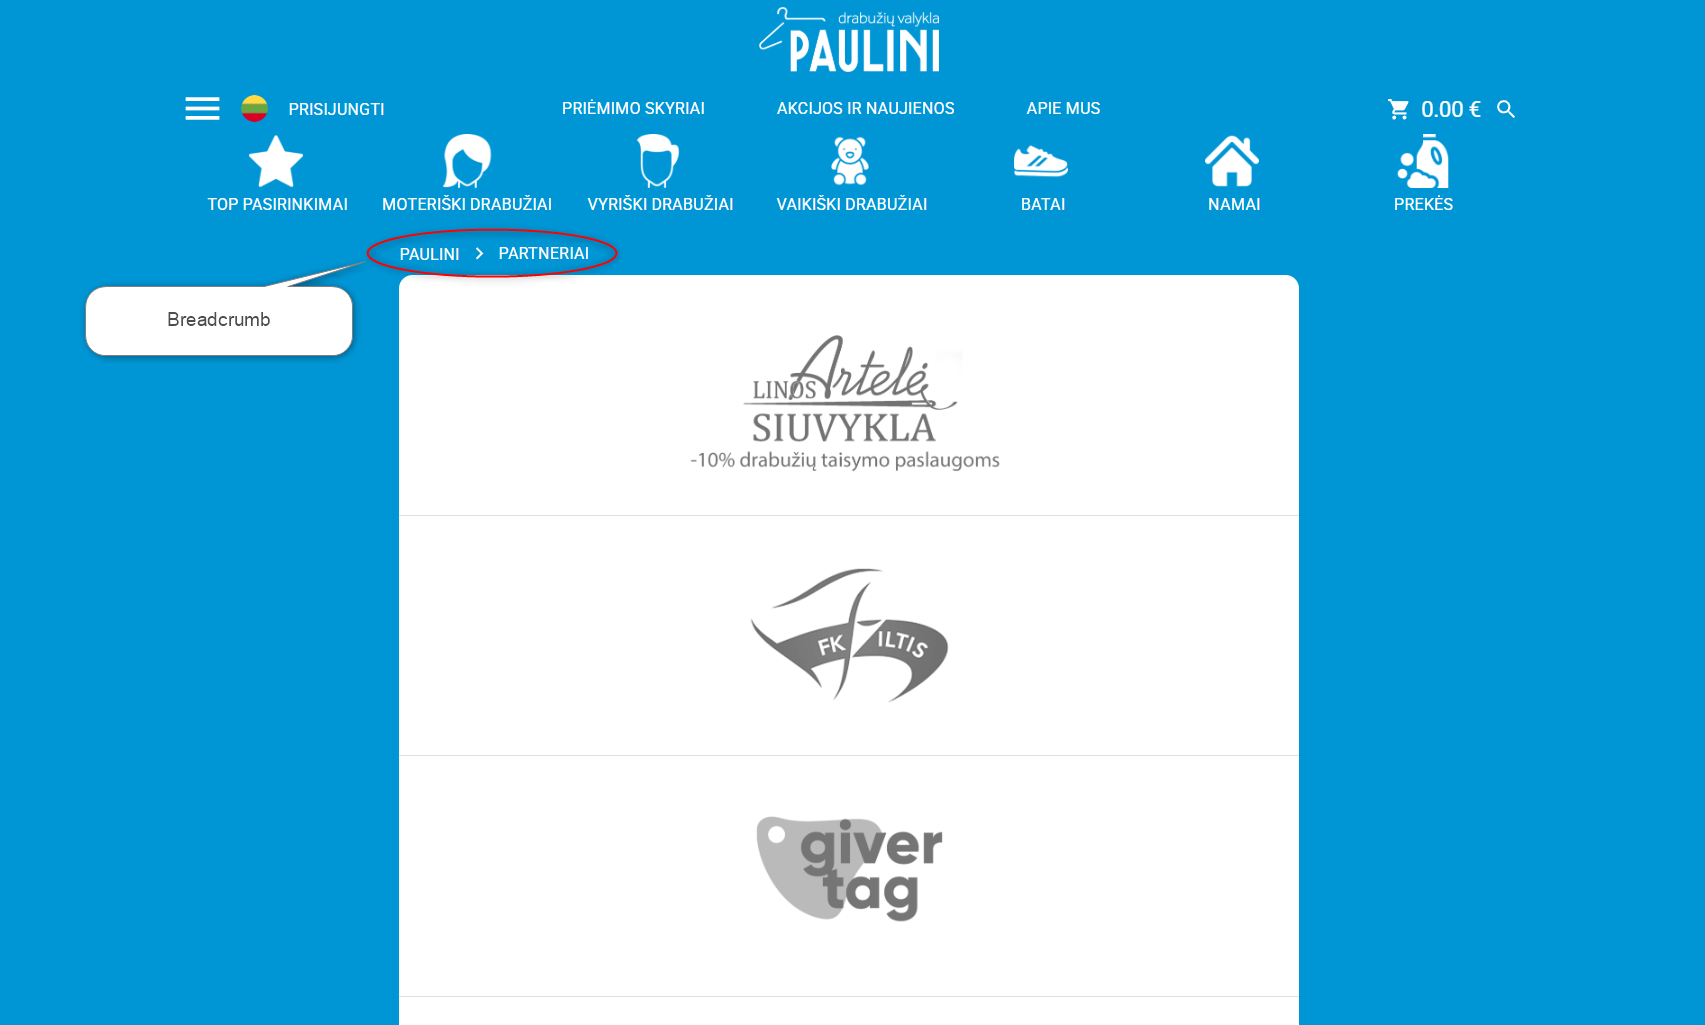 drabužių valykla
PAULINI
PRISIJUNGTI
PRIĖMIMO SKYRIAI
AKCIJOS IR NAUJIENOS
APIE MUS
0.00 €
TOP PASIRINKIMAI
MOTERIŠKI DRABUŽIAI
VYRIŠKI DRABUŽIAI
VAIKIŠKI DRABUŽIAI
BATAI
NAMAI
PREKĖS
PAULINI > PARTNERIAI
Breadcrumb
LINOS Artelė
SIUVYKLA
-10% drabužių taisymo paslaugoms
FK ILTIS
giver
tag